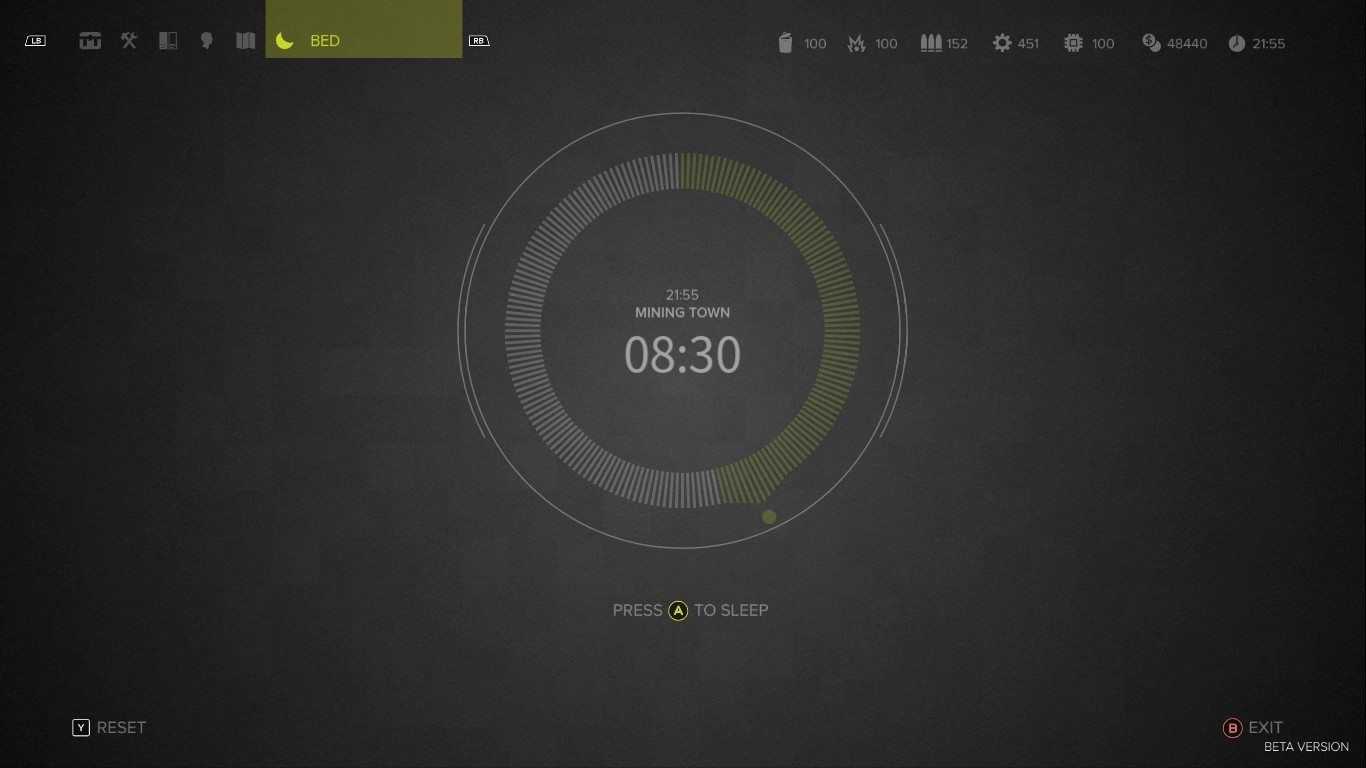 LB BED RB 100 100 152 451 100 48440 21:55
21:55
MINING TOWN
08:30
PRESS A TO SLEEP
Y RESET
B EXIT
BETA VERSION